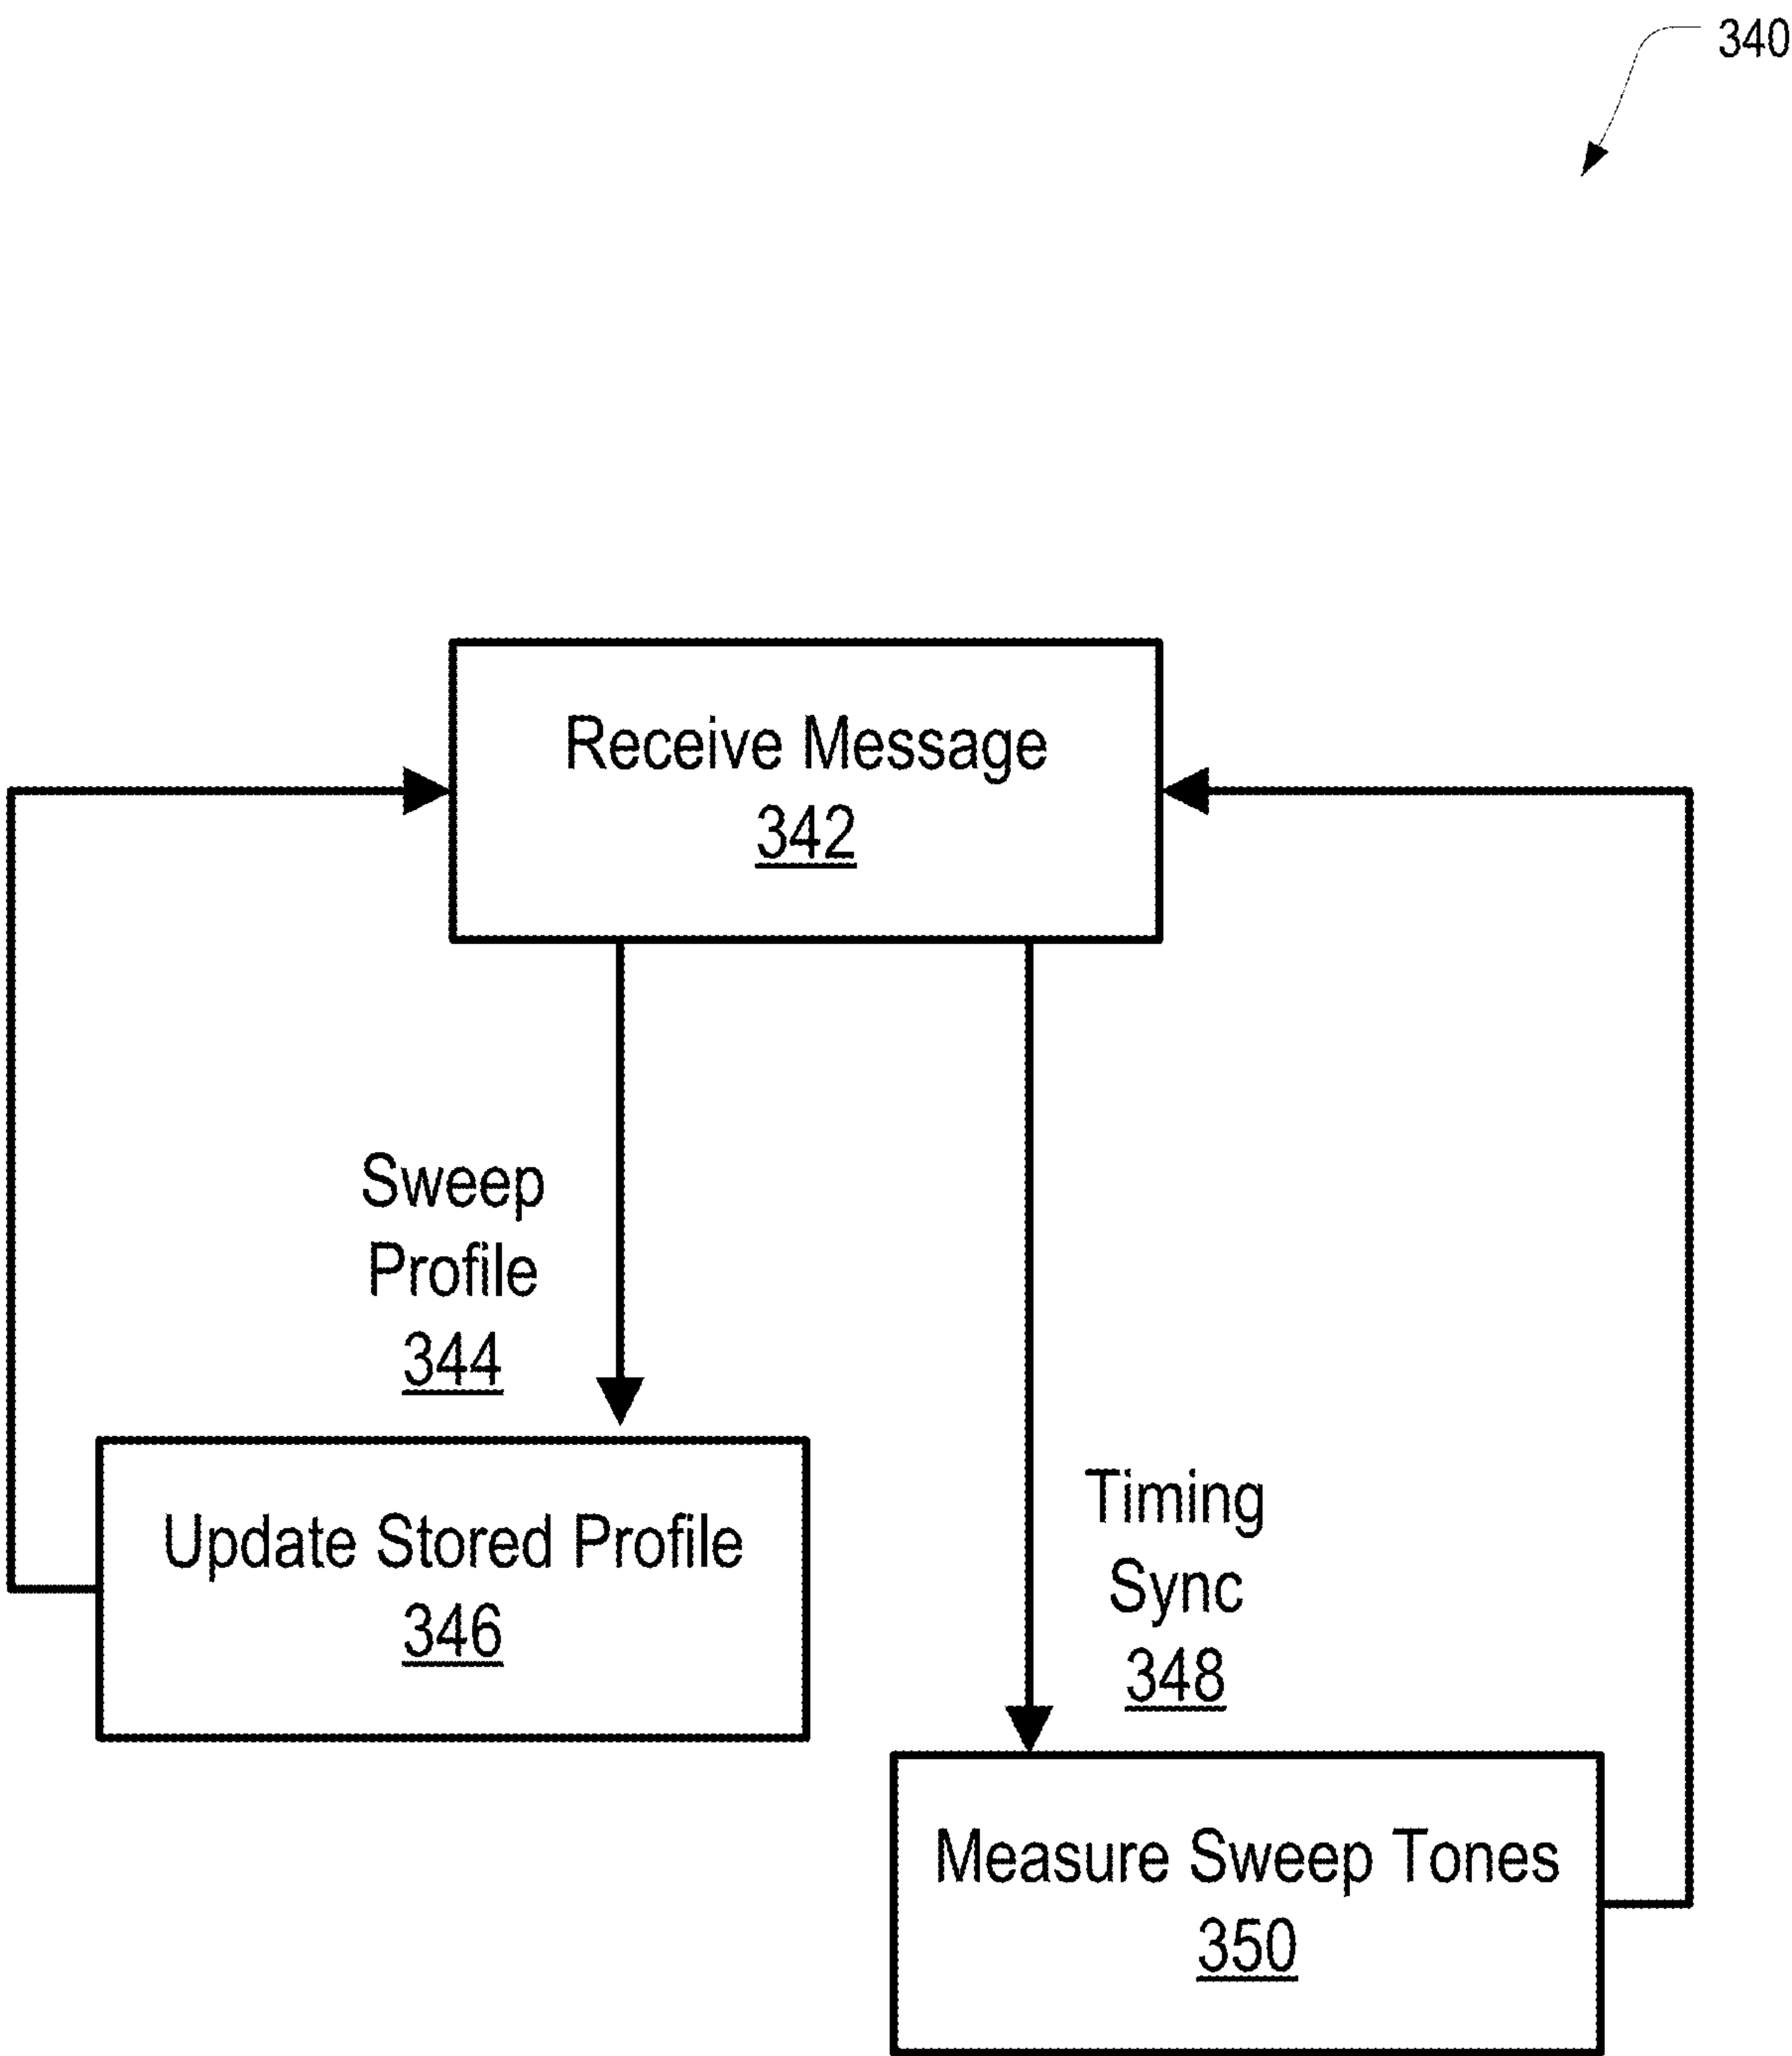 340
Receive Message
342
Sweep
Profile
344
Update Stored Profile
346
Timing
Sync
348
Measure Sweep Tones
350